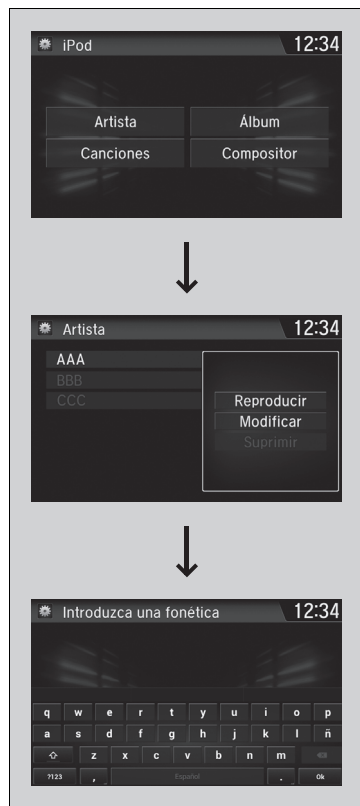 iPod 12:34
Artista Álbum
Canciones Compositor
Artista 12:34
AAA
BBB
CCC
Reproducir
Modificar
Suprimir
Introduzca una fonética 12:34
q w e r t y u i o p
a s d f g h j k l ñ
z x c v b n m
?123 , Español . Ok